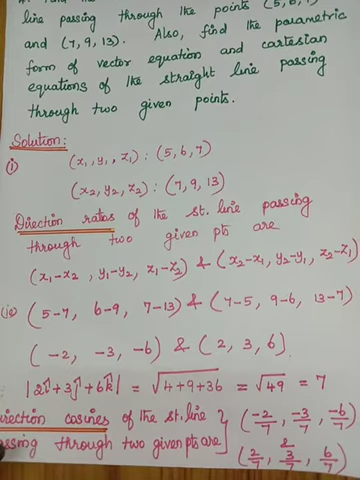 line passing through the points (5,6,
and (7, 9, 13). Also, find the parametric
form of vector equation and cartesian
equations of the straight line passing
through two given points.
Solution:
(i) (x₁, y₁, z₁) : (5, 6, 7)
(x₂, y₂, z₂) : (7, 9, 13)
Direction ratios of the st. line passing
through two given pts are
(x₁-x₂, y₁-y₂, z₁-z₂) & (x₂-x₁, y₂-y₁, z₂-z₁)
(ie) (5-7, 6-9, 7-13) & (7-5, 9-6, 13-7)
(-2, -3, -6) & (2, 3, 6)
|2î+3ĵ+6k̂| = √4+9+36 = √49 = 7
Direction cosines of the st. line } (-2/7, -3/7, -6/7)
passing through two given pts are } & (2/7, 3/7, 6/7)